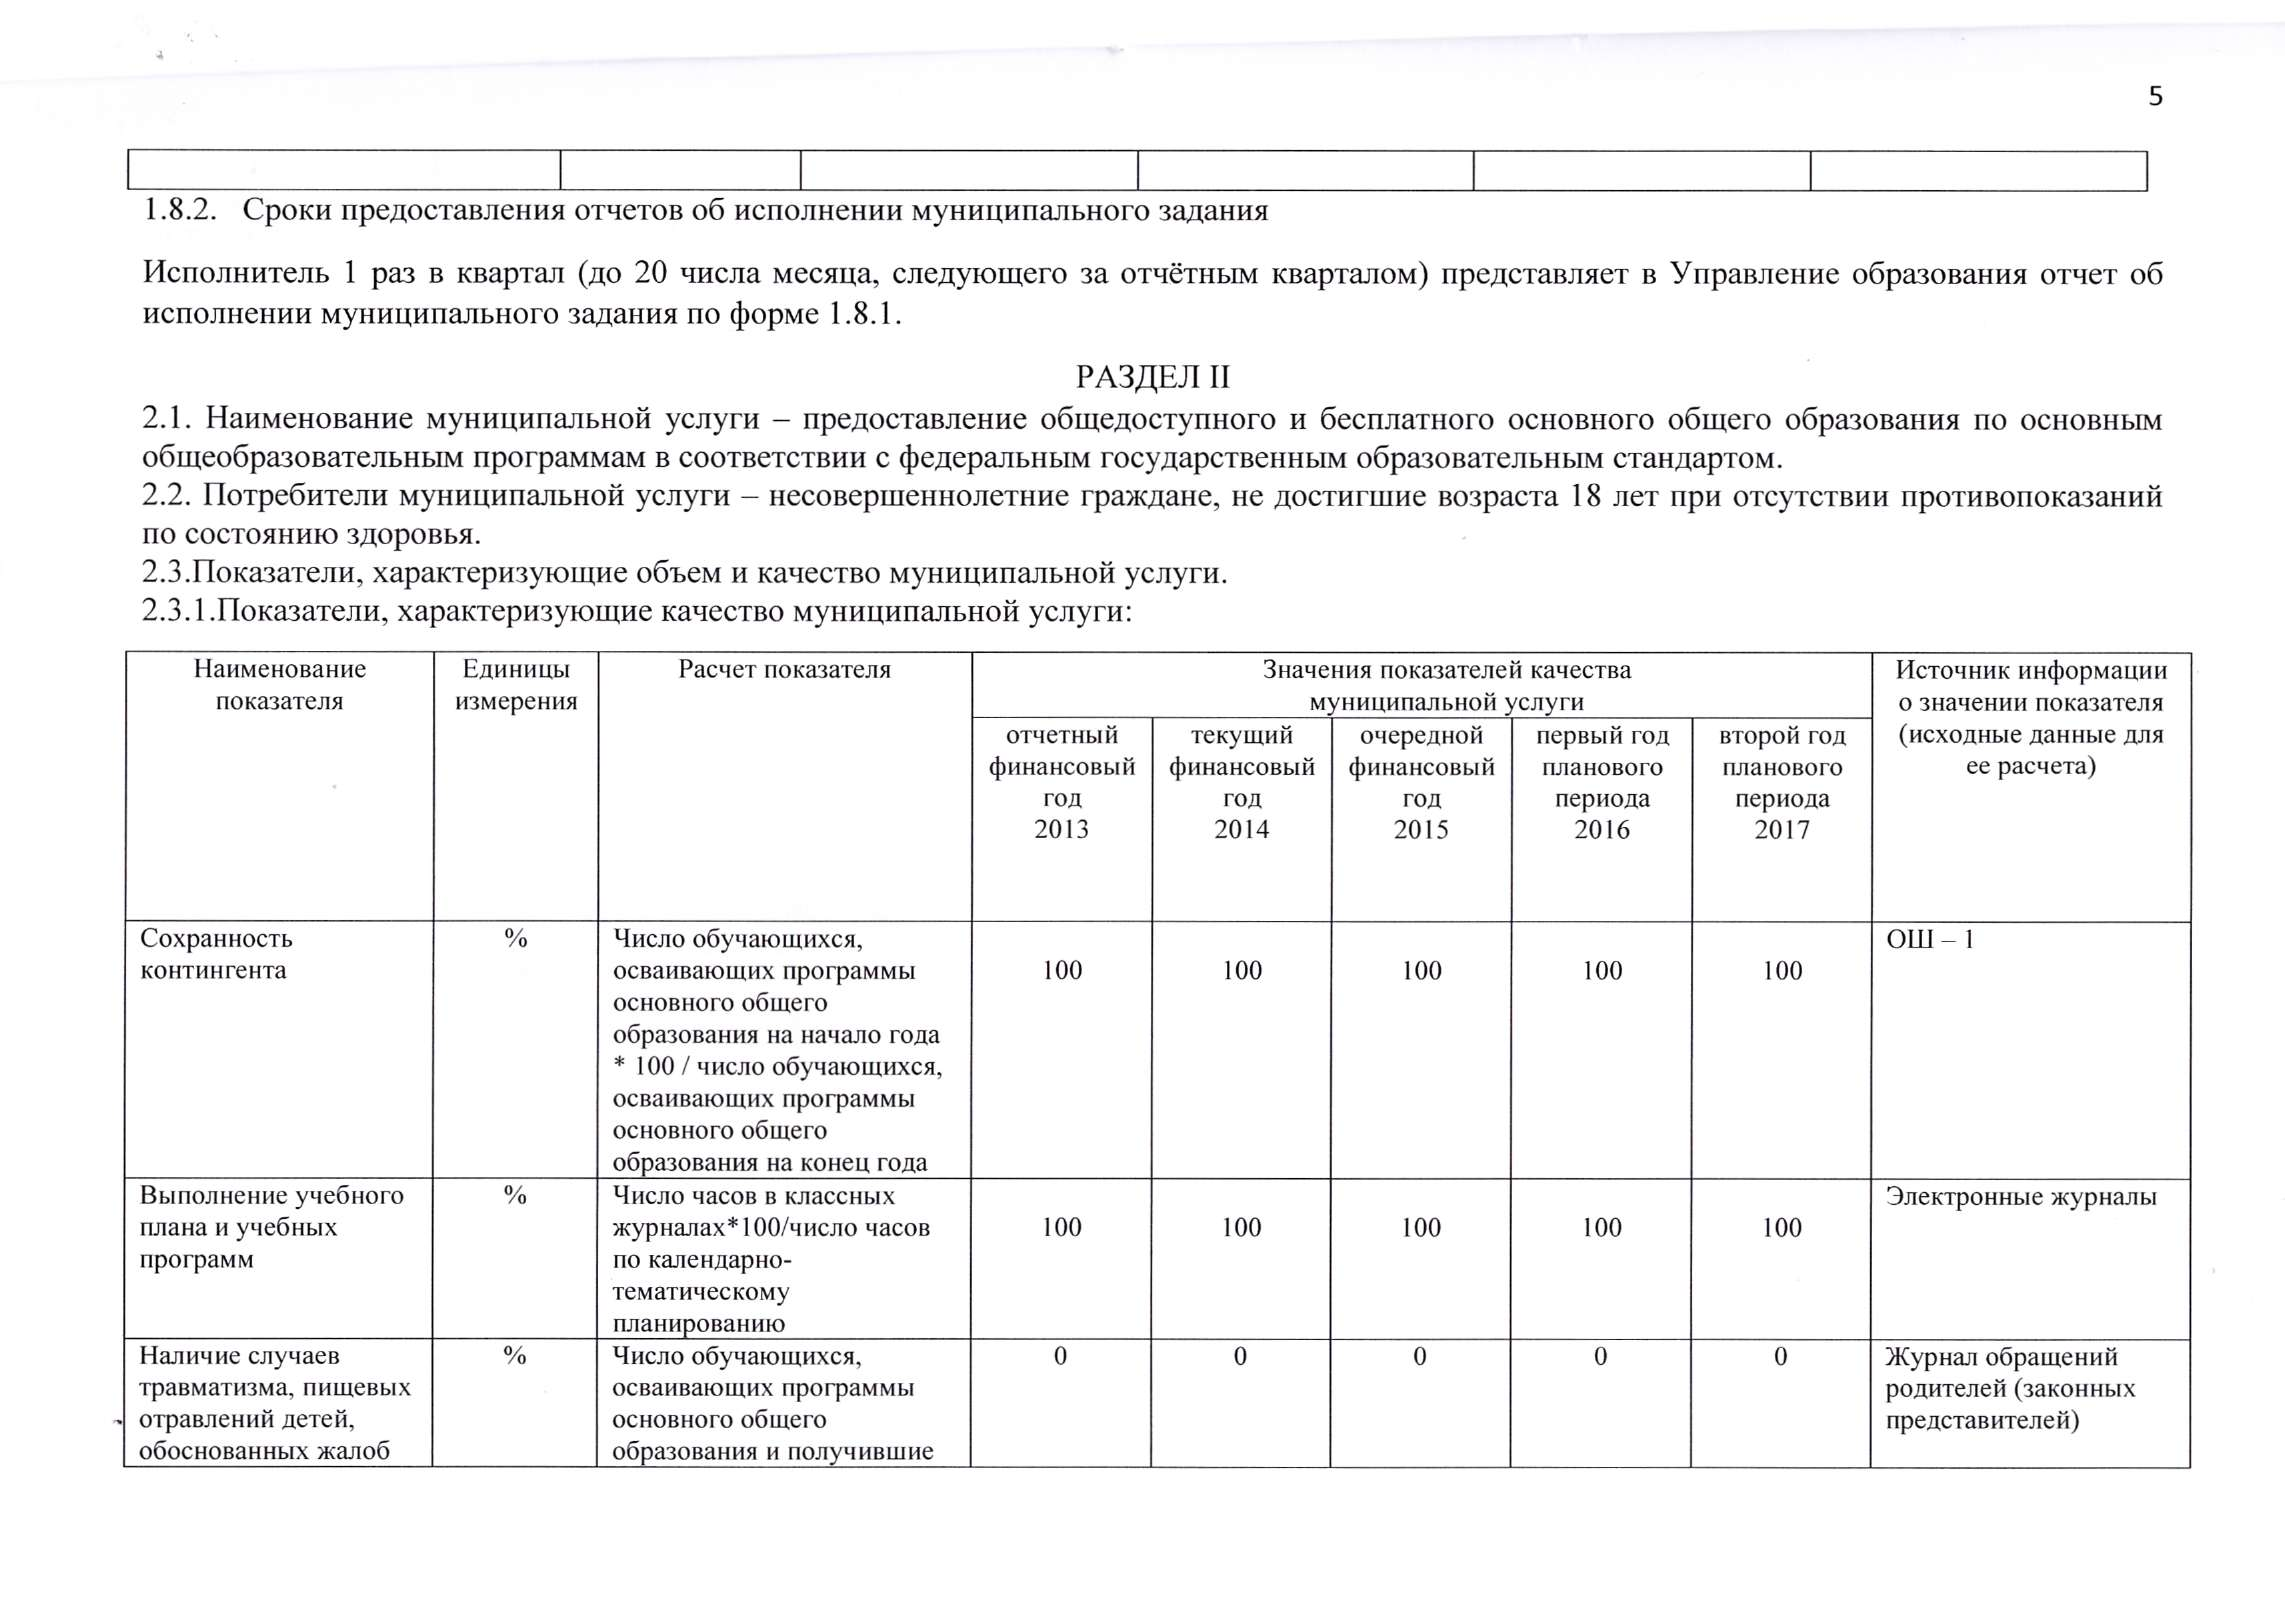 5
1.8.2. Сроки предоставления отчетов об исполнении муниципального задания
Исполнитель 1 раз в квартал (до 20 числа месяца, следующего за отчётным кварталом) представляет в Управление образования отчет об
исполнении муниципального задания по форме 1.8.1.
РАЗДЕЛ II
2.1. Наименование муниципальной услуги – предоставление общедоступного и бесплатного основного общего образования по основным
общеобразовательным программам в соответствии с федеральным государственным образовательным стандартом.
2.2. Потребители муниципальной услуги – несовершеннолетние граждане, не достигшие возраста 18 лет при отсутствии противопоказаний
по состоянию здоровья.
2.3.Показатели, характеризующие объем и качество муниципальной услуги.
2.3.1.Показатели, характеризующие качество муниципальной услуги:
Наименование
показателя
Единицы
измерения
Расчет показателя
Значения показателей качества
муниципальной услуги
отчетный
финансовый
год
2013
текущий
финансовый
год
2014
очередной
финансовый
год
2015
первый год
планового
периода
2016
второй год
планового
периода
2017
Источник информации
о значении показателя
(исходные данные для
ее расчета)
Сохранность
контингента
%
Число обучающихся,
осваивающих программы
основного общего
образования на начало года
* 100 / число обучающихся,
осваивающих программы
основного общего
образования на конец года
100
100
100
100
100
ОШ – 1
Выполнение учебного
плана и учебных
программ
%
Число часов в классных
журналах*100/число часов
по календарно-
тематическому
планированию
100
100
100
100
100
Электронные журналы
Наличие случаев
травматизма, пищевых
отравлений детей,
обоснованных жалоб
%
Число обучающихся,
осваивающих программы
основного общего
образования и получившие
0
0
0
0
0
Журнал обращений
родителей (законных
представителей)